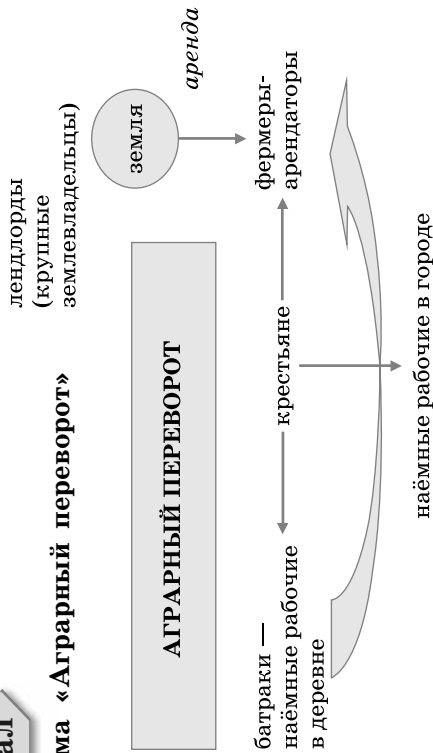 ма «Аграрный переворот»
лендлорды
(крупные
землевладельцы)
земля
аренда
АГРАРНЫЙ ПЕРЕВОРОТ
батраки —
наёмные рабочие
в деревне
крестьяне
фермеры-
арендаторы
наёмные рабочие в городе